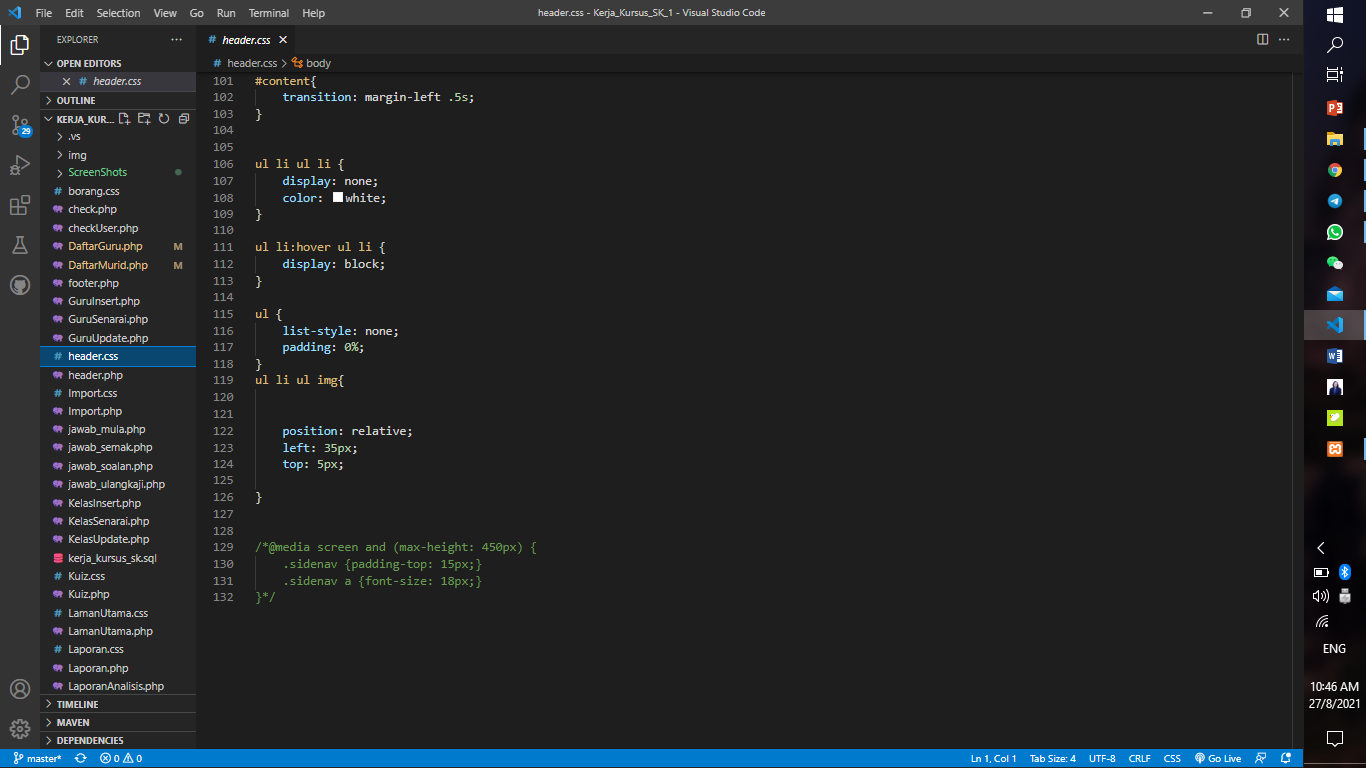 File Edit Selection View Go Run Terminal Help
header.css - Kerja_Kursus_SK_1 - Visual Studio Code
EXPLORER
OPEN EDITORS
header.css
OUTLINE
KERJA_KUR...
.vs
img
ScreenShots
borang.css
check.php
checkUser.php
DaftarGuru.php M
DaftarMurid.php M
footer.php
GuruInsert.php
GuruSenarai.php
GuruUpdate.php
header.css
header.php
Import.css
Import.php
jawab_mula.php
jawab_semak.php
jawab_soalan.php
jawab_ulangkaji.php
KelasInsert.php
KelasSenarai.php
KelasUpdate.php
kerja_kursus_sk.sql
Kuiz.css
Kuiz.php
LamanUtama.css
LamanUtama.php
Laporan.css
Laporan.php
LaporanAnalisis.php
TIMELINE
MAVEN
DEPENDENCIES
29
# header.css
# header.css > body
101 #content{
102     transition: margin-left .5s;
103 }
104
105
106 ul li ul li {
107     display: none;
108     color: white;
109 }
110
111 ul li:hover ul li {
112     display: block;
113 }
114
115 ul {
116     list-style: none;
117     padding: 0%;
118 }
119 ul li ul img{
120
121
122     position: relative;
123     left: 35px;
124     top: 5px;
125
126 }
127
128
129 /*@media screen and (max-height: 450px) {
130     .sidenav {padding-top: 15px;}
131     .sidenav a {font-size: 18px;}
132 }*/
master* 0 0
Ln 1, Col 1 Tab Size: 4 UTF-8 CRLF CSS Go Live
ENG
10:46 AM
27/8/2021